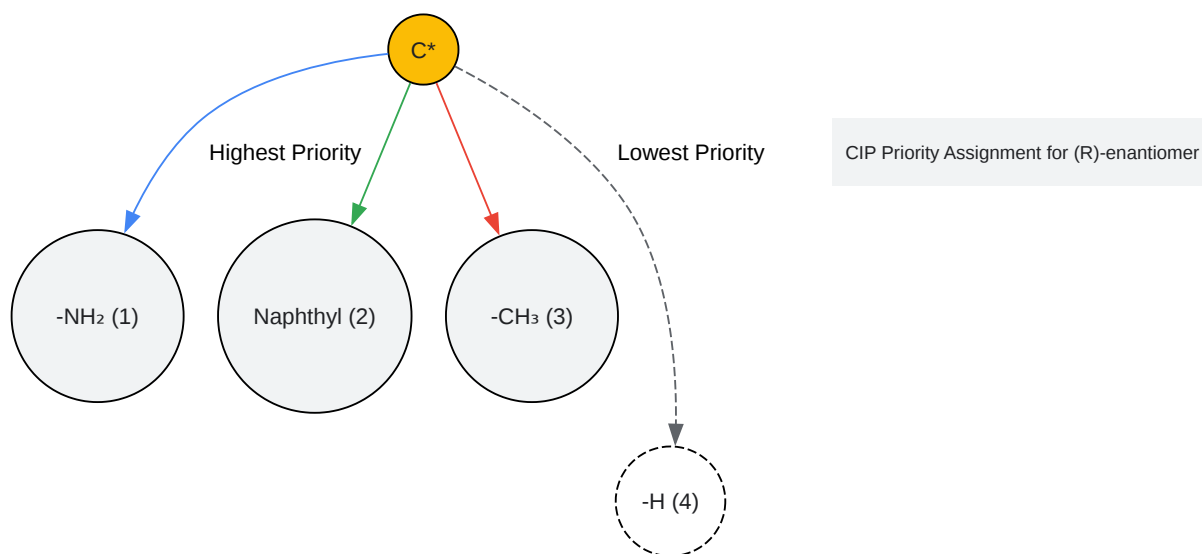 C*
Highest Priority
Lowest Priority
CIP Priority Assignment for (R)-enantiomer
-NH₂ (1)
Naphthyl (2)
-CH₃ (3)
-H (4)